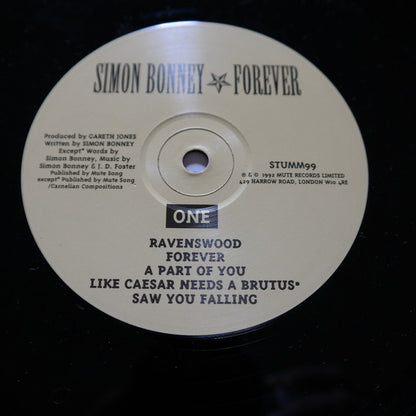 SIMON BONNEY ★ FOREVER
Produced by GARETH JONES
Written by SIMON BONNEY
Except* Words by
Simon Bonney, Music by
Simon Bonney & J. D. Foster
Published by Mute Song
except* Published by Mute Song
/Carnelian Compositions
STUMM99
℗ & © 1992 MUTE RECORDS LIMITED
429 HARROW ROAD, LONDON W10 4RE
ONE
RAVENSWOOD
FOREVER
A PART OF YOU
LIKE CAESAR NEEDS A BRUTUS*
SAW YOU FALLING